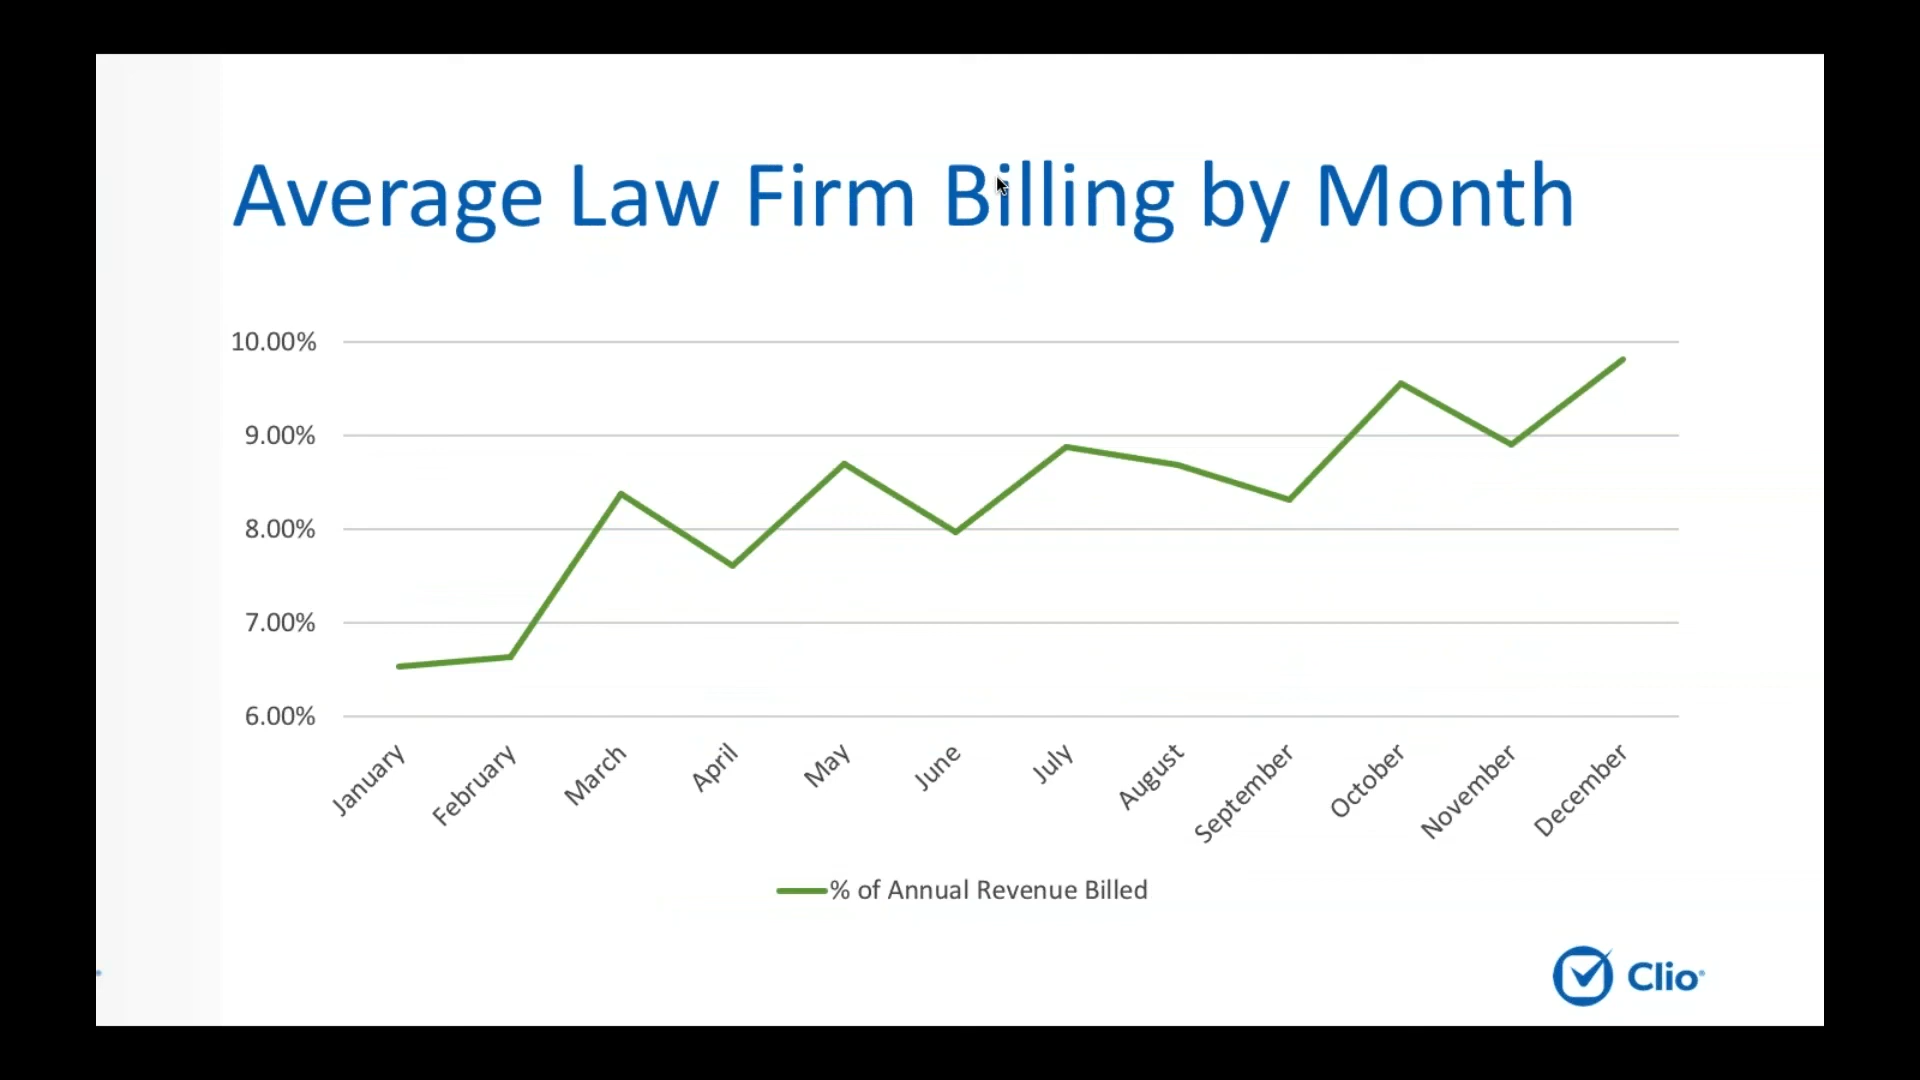 Average Law Firm Billing by Month
10.00%
9.00%
8.00%
7.00%
6.00%
January
February
March
April
May
June
July
August
September
October
November
December
% of Annual Revenue Billed
Clio®